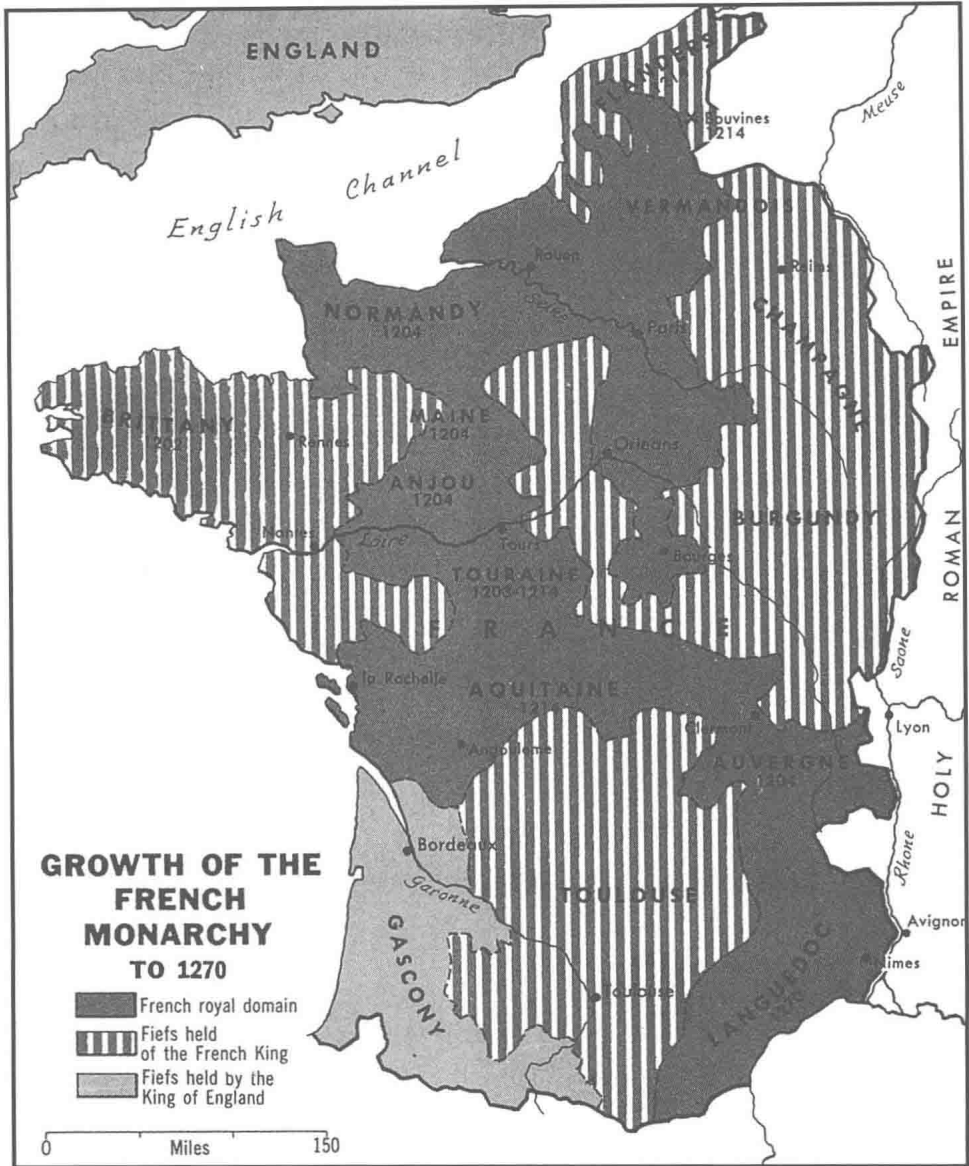 ENGLAND
FLANDERS
Bouvines
1214
Meuse
English Channel
VERMANDOIS
Rouen
Reims
NORMANDY
1204
Seine
Paris
CHAMPAGNE
EMPIRE
BRITTANY
1202
Rennes
MAINE
1204
Orleans
ANJOU
1204
BURGUNDY
Nantes
Loire
Tours
Bourges
ROMAN
TOURAINE
1203-1214
FRANCE
Saone
la Rochelle
AQUITAINE
Clermont
Lyon
Angouleme
AUVERGNE
1204
HOLY
Bordeaux
Garonne
Rhone
TOULOUSE
Avignon
GASCONY
LANGUEDOC
Nimes
Toulouse
GROWTH OF THE
FRENCH
MONARCHY
TO 1270
French royal domain
Fiefs held
of the French King
Fiefs held by the
King of England
0 Miles 150